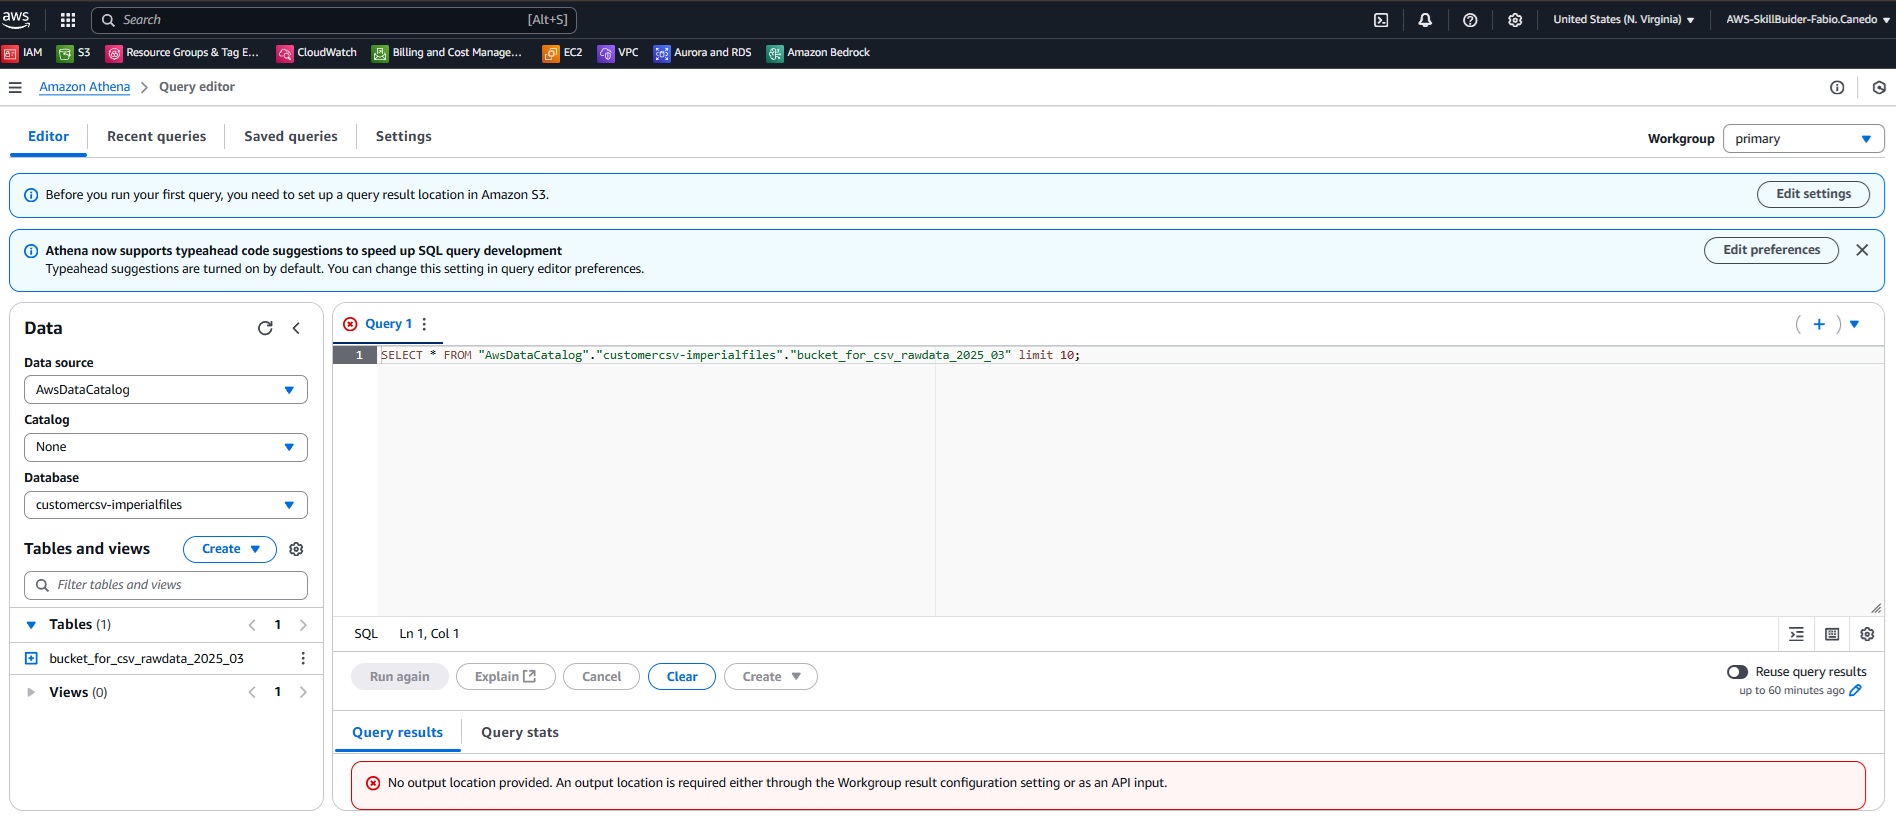 aws
Search [Alt+S]
United States (N. Virginia)
AWS-SkillBuider-Fabio.Canedo
IAM S3 Resource Groups & Tag E... CloudWatch Billing and Cost Manage... EC2 VPC Aurora and RDS Amazon Bedrock
Amazon Athena > Query editor
Editor Recent queries Saved queries Settings
Workgroup primary
Before you run your first query, you need to set up a query result location in Amazon S3.
Edit settings
Athena now supports typeahead code suggestions to speed up SQL query development
Typeahead suggestions are turned on by default. You can change this setting in query editor preferences.
Edit preferences
Data
Data source
AwsDataCatalog
Catalog
None
Database
customercsv-imperialfiles
Tables and views Create
Filter tables and views
Tables (1) < 1 >
bucket_for_csv_rawdata_2025_03
Views (0) < 1 >
Query 1
1 SELECT * FROM "AwsDataCatalog"."customercsv-imperialfiles"."bucket_for_csv_rawdata_2025_03" limit 10;
SQL Ln 1, Col 1
Run again Explain Cancel Clear Create
Reuse query results
up to 60 minutes ago
Query results Query stats
No output location provided. An output location is required either through the Workgroup result configuration setting or as an API input.